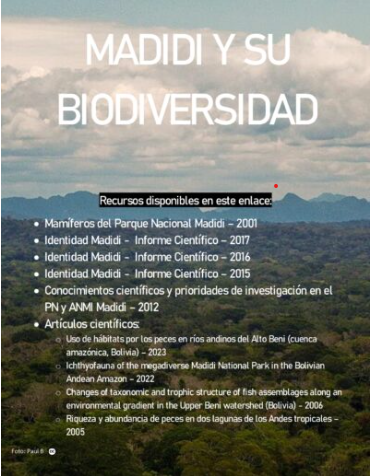 MADIDI Y SU
BIODIVERSIDAD
Recursos disponibles en este enlace:
• Mamíferos del Parque Nacional Madidi – 2001
• Identidad Madidi - Informe Científico – 2017
• Identidad Madidi - Informe Científico – 2016
• Identidad Madidi - Informe Científico – 2015
• Conocimientos científicos y prioridades de investigación en el
PN y ANMI Madidi – 2012
• Artículos científicos:
○ Uso de hábitats por los peces en ríos andinos del Alto Beni (cuenca
amazónica, Bolivia) – 2023
○ Ichthyofauna of the megadiverse Madidi National Park in the Bolivian
Andean Amazon – 2022
○ Changes of taxonomic and trophic structure of fish assemblages along an
environmental gradient in the Upper Beni watershed (Bolivia) - 2006
○ Riqueza y abundancia de peces en dos lagunas de los Andes tropicales –
2005
Foto: Paul B